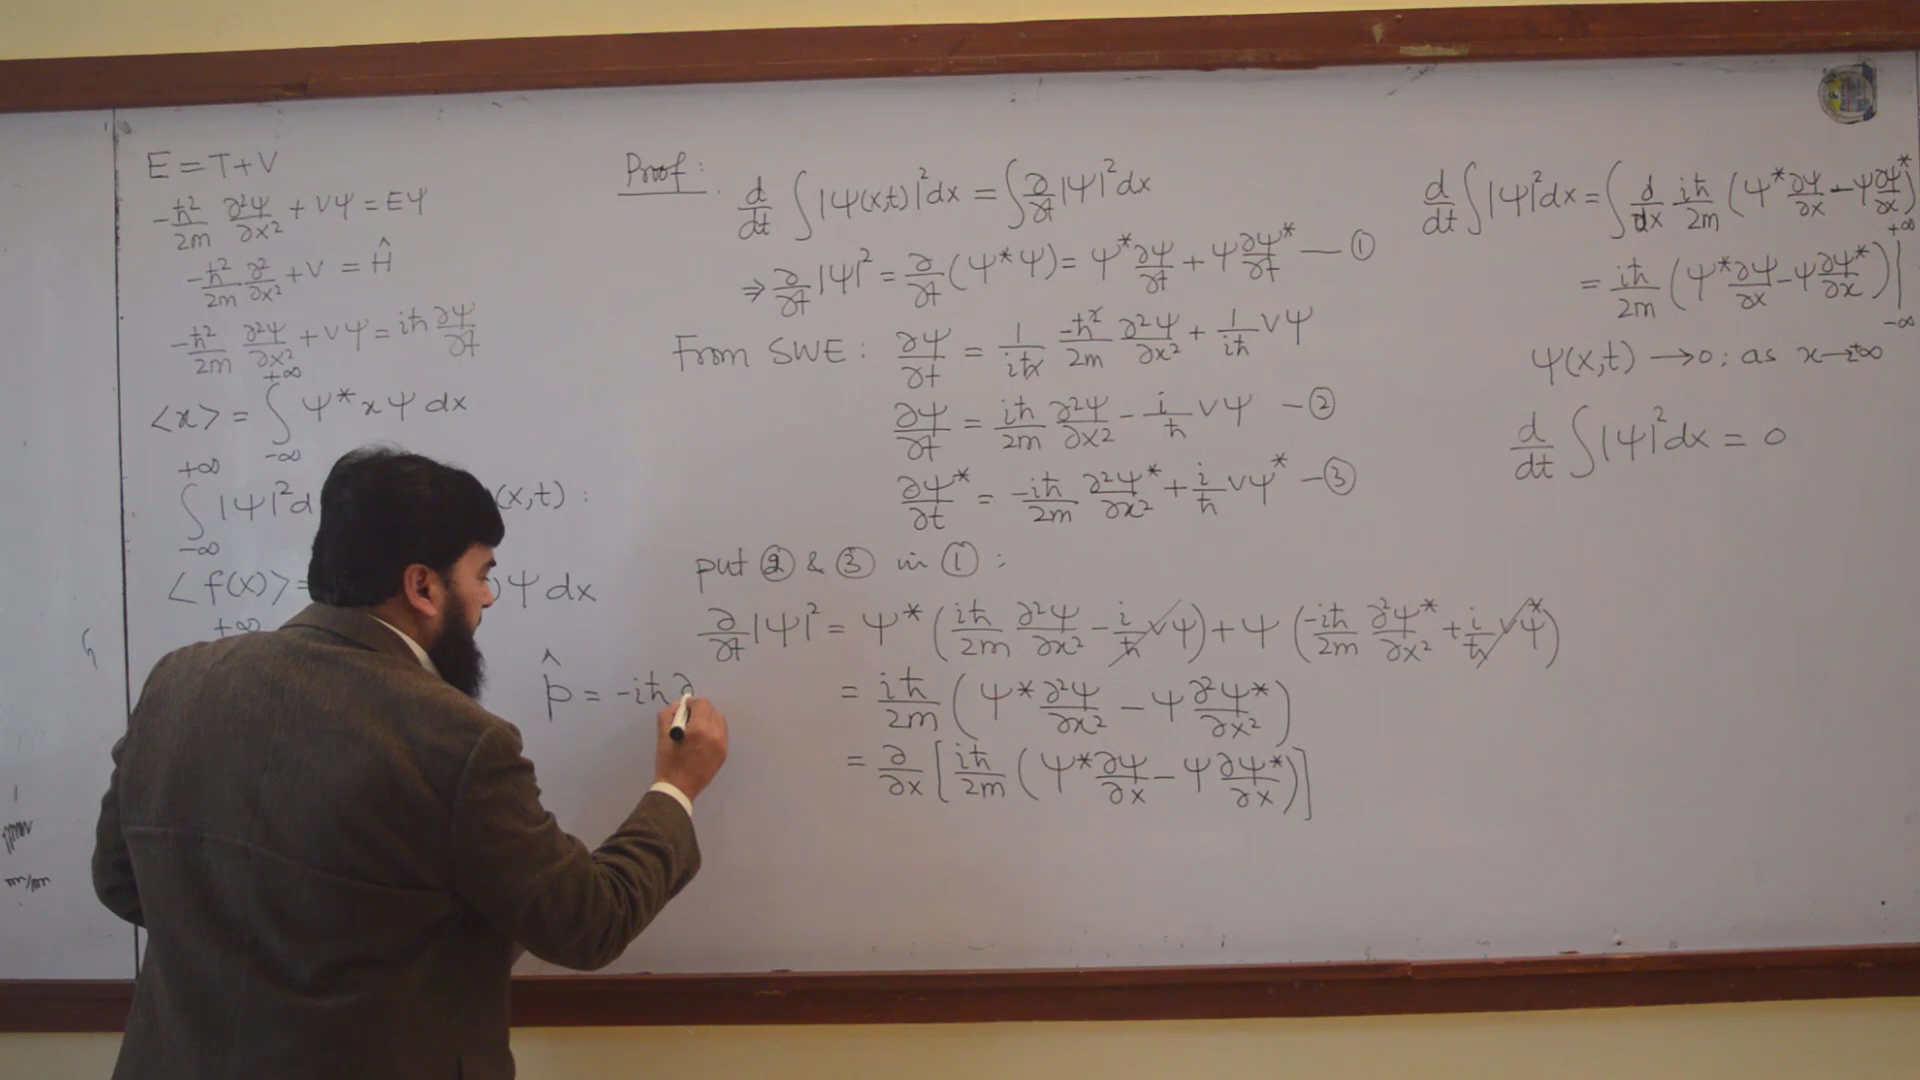 E = T + V
-ħ²/2m ∂²Ψ/∂x² + VΨ = EΨ
-ħ²/2m ∂²/∂x² + V = Ĥ
-ħ²/2m ∂²Ψ/∂x² + VΨ = iħ ∂Ψ/∂t
<x> = ∫_{-∞}^{+∞} Ψ* x Ψ dx
∫_{-∞}^{+∞} |Ψ|² d (x,t) :
<f(x)> = Ψ dx
+∞
p̂ = -iħ ∂
Proof :
d/dt ∫ |Ψ(x,t)|² dx = ∫ ∂/∂t |Ψ|² dx
⇒ ∂/∂t |Ψ|² = ∂/∂t (Ψ*Ψ) = Ψ* ∂Ψ/∂t + Ψ ∂Ψ*/∂t — ①
From SWE : ∂Ψ/∂t = 1/iħ -ħ²/2m ∂²Ψ/∂x² + 1/iħ VΨ
∂Ψ/∂t = iħ/2m ∂²Ψ/∂x² - i/ħ VΨ — ②
∂Ψ*/∂t = -iħ/2m ∂²Ψ*/∂x² + i/ħ VΨ* — ③
put ② & ③ in ① :
∂/∂t |Ψ|² = Ψ* (iħ/2m ∂²Ψ/∂x² - i/ħ VΨ) + Ψ (-iħ/2m ∂²Ψ*/∂x² + i/ħ VΨ*)
= iħ/2m (Ψ* ∂²Ψ/∂x² - Ψ ∂²Ψ*/∂x²)
= ∂/∂x [iħ/2m (Ψ* ∂Ψ/∂x - Ψ ∂Ψ*/∂x)]
d/dt ∫ |Ψ|² dx = ∫ d/dx iħ/2m (Ψ* ∂Ψ/∂x - Ψ ∂Ψ*/∂x)
= iħ/2m (Ψ* ∂Ψ/∂x - Ψ ∂Ψ*/∂x) |_{-∞}^{+∞}
Ψ(x,t) → 0 ; as x → ±∞
d/dt ∫ |Ψ|² dx = 0